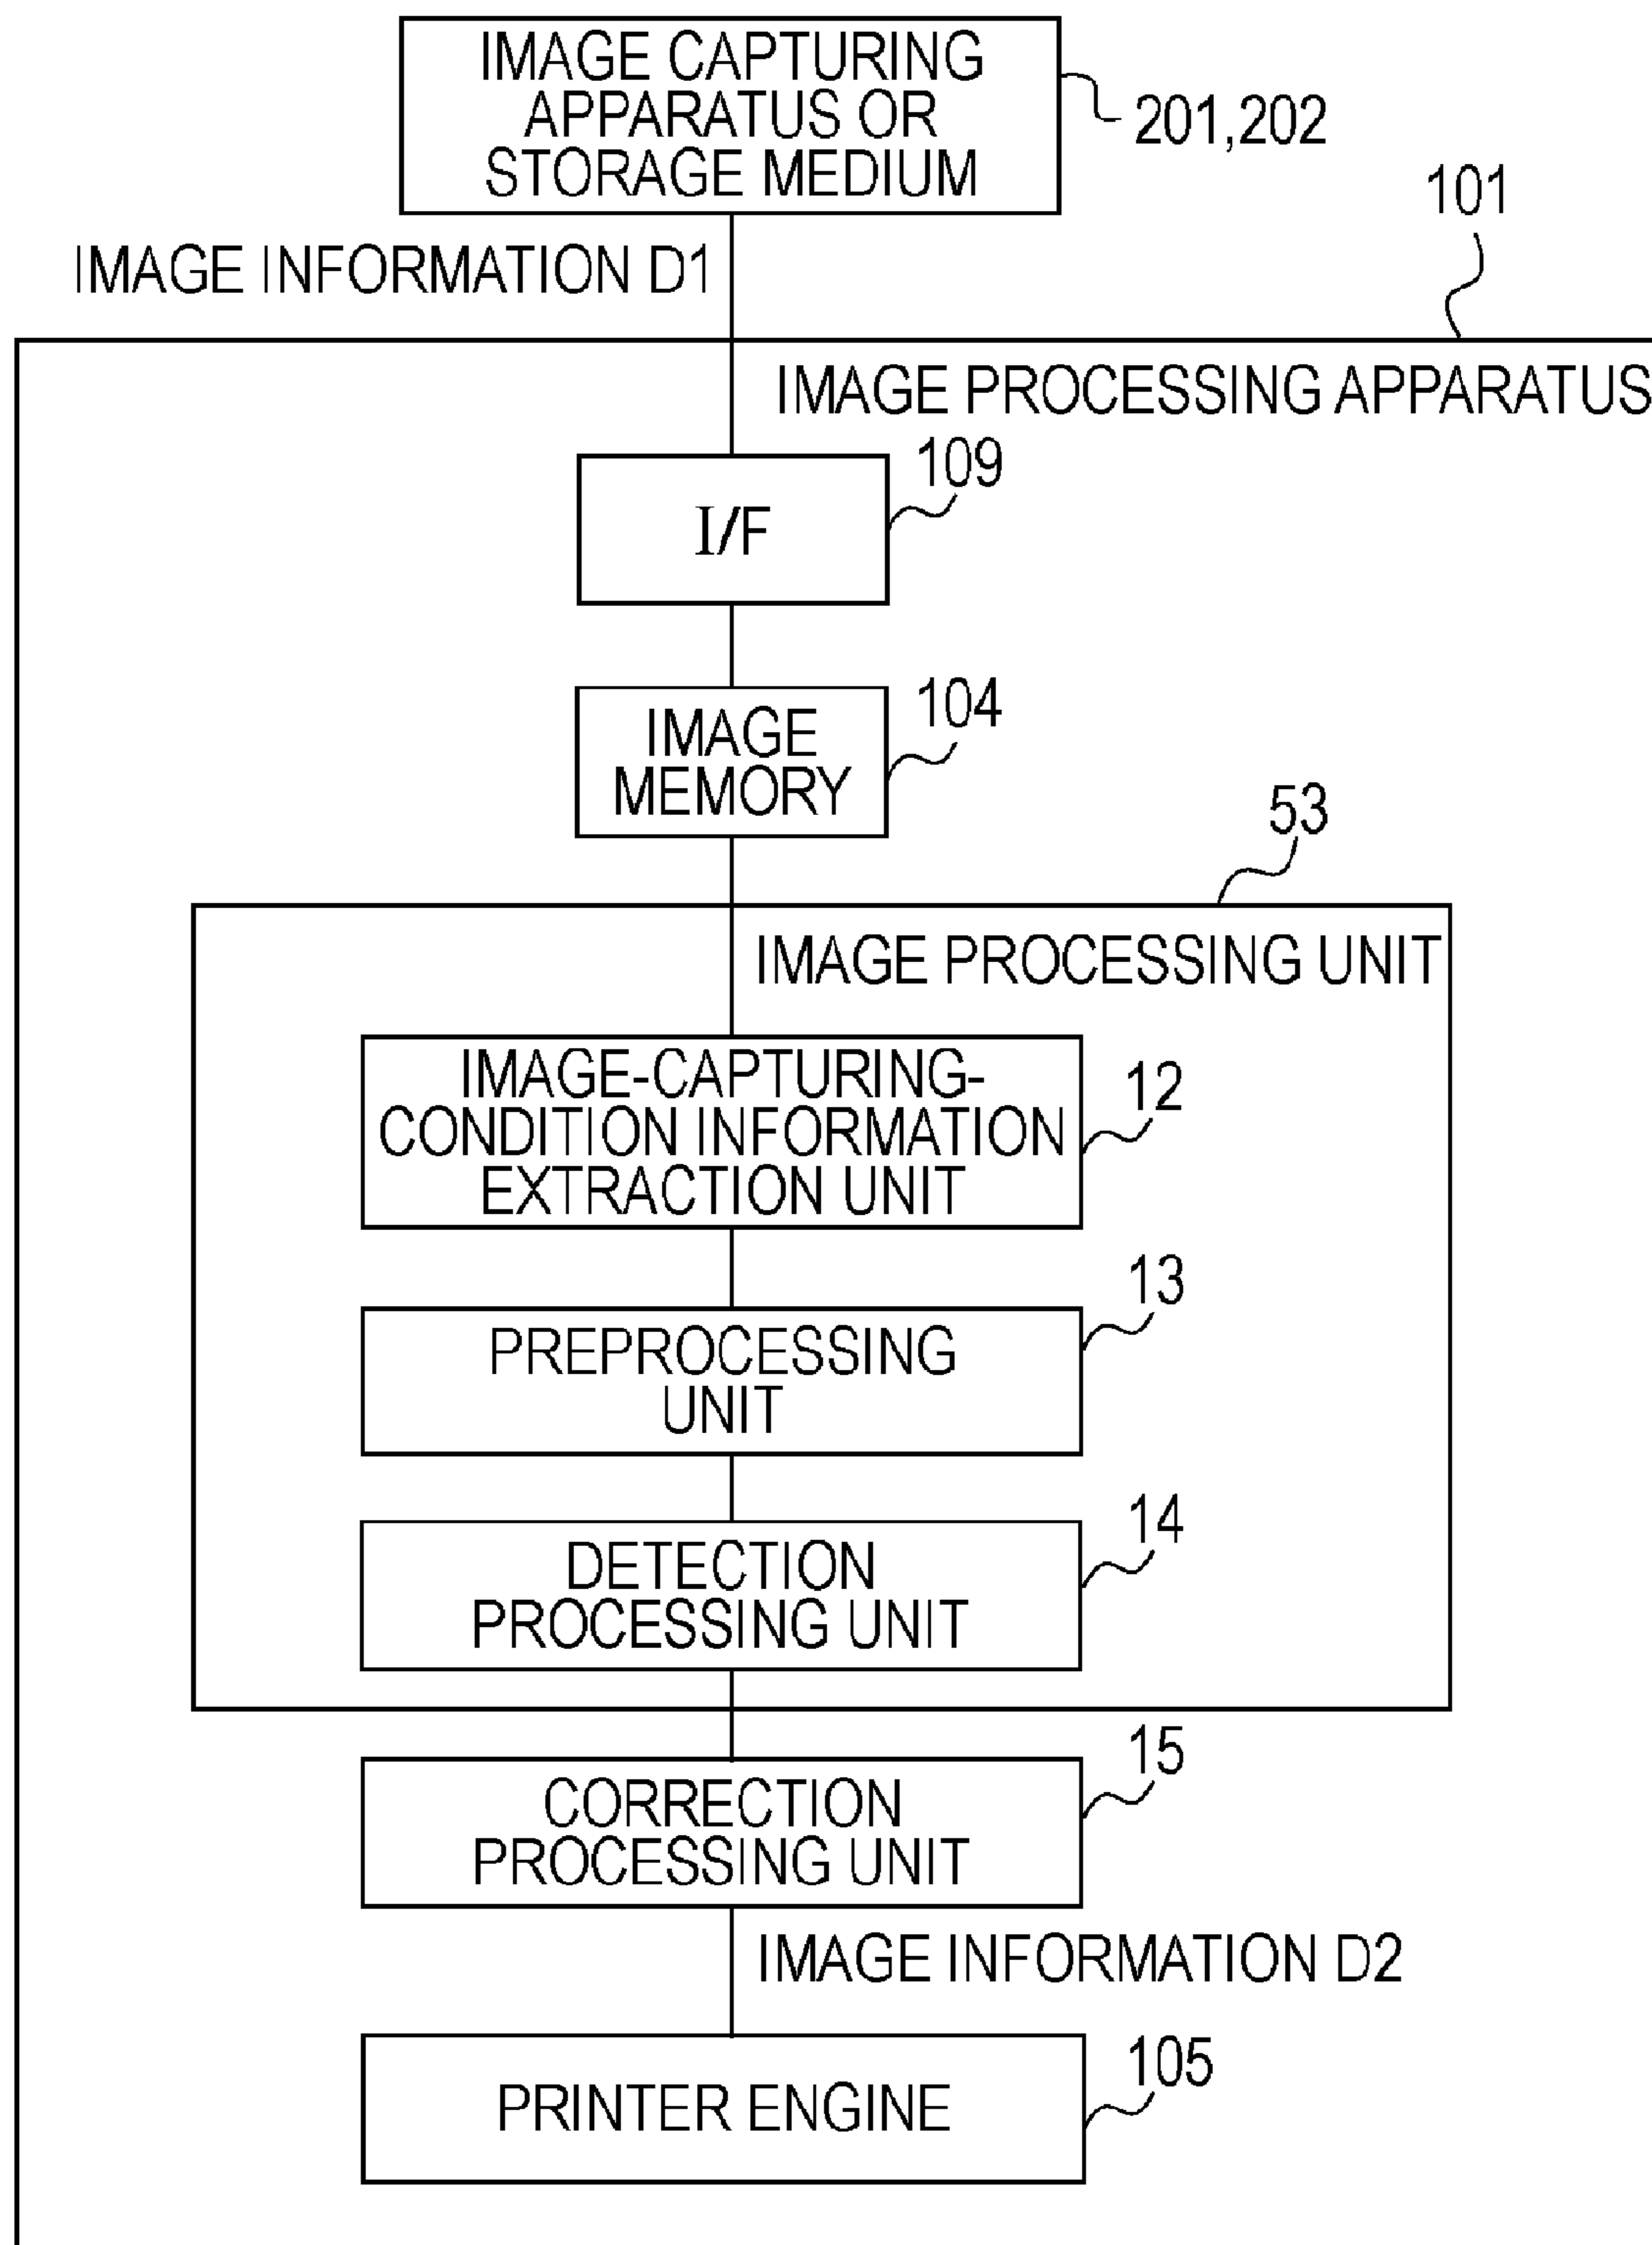 IMAGE CAPTURING
APPARATUS OR
STORAGE MEDIUM
201,202
101
IMAGE INFORMATION D1
IMAGE PROCESSING APPARATUS
109
I/F
104
IMAGE
MEMORY
53
IMAGE PROCESSING UNIT
IMAGE-CAPTURING-
CONDITION INFORMATION
EXTRACTION UNIT
12
13
PREPROCESSING
UNIT
14
DETECTION
PROCESSING UNIT
15
CORRECTION
PROCESSING UNIT
IMAGE INFORMATION D2
105
PRINTER ENGINE